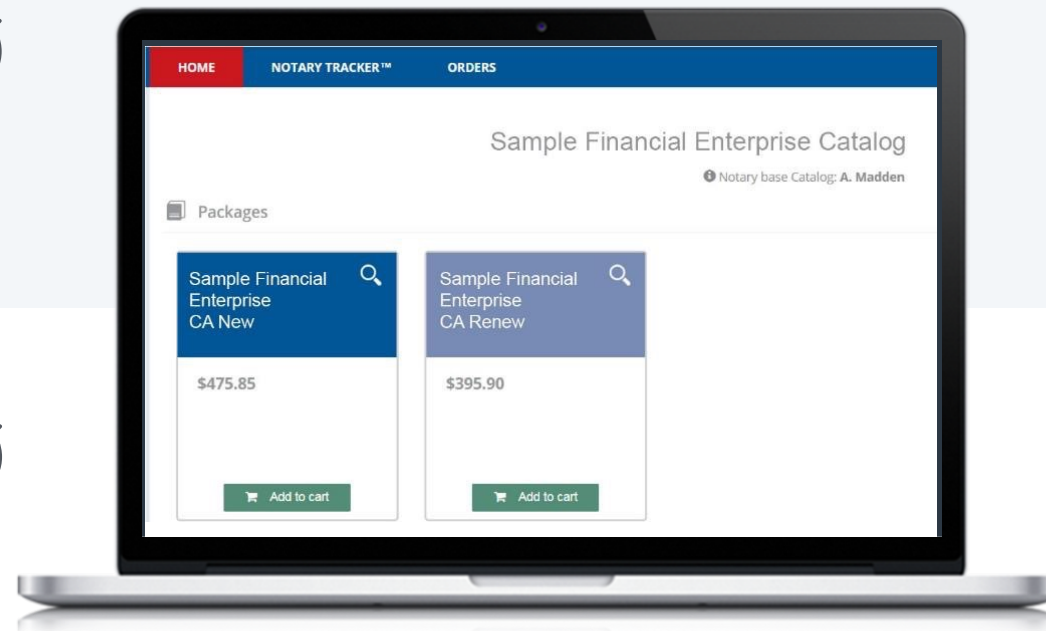 HOME NOTARY TRACKER™ ORDERS
Sample Financial Enterprise Catalog
Notary base Catalog: A. Madden
Packages
Sample Financial
Enterprise
CA New
Sample Financial
Enterprise
CA Renew
$475.85
$395.90
Add to cart
Add to cart